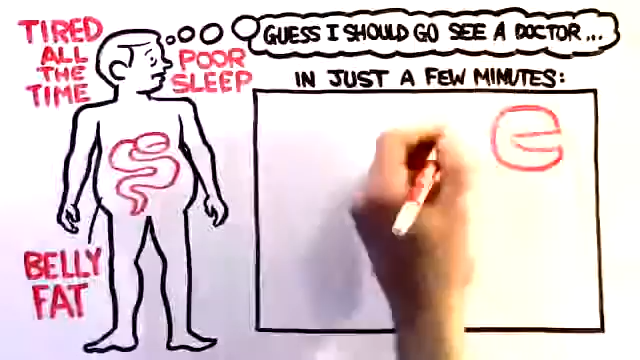 TIRED
ALL
THE
TIME
POOR
SLEEP
GUESS I SHOULD GO SEE A DOCTOR...
IN JUST A FEW MINUTES:
BELLY
FAT